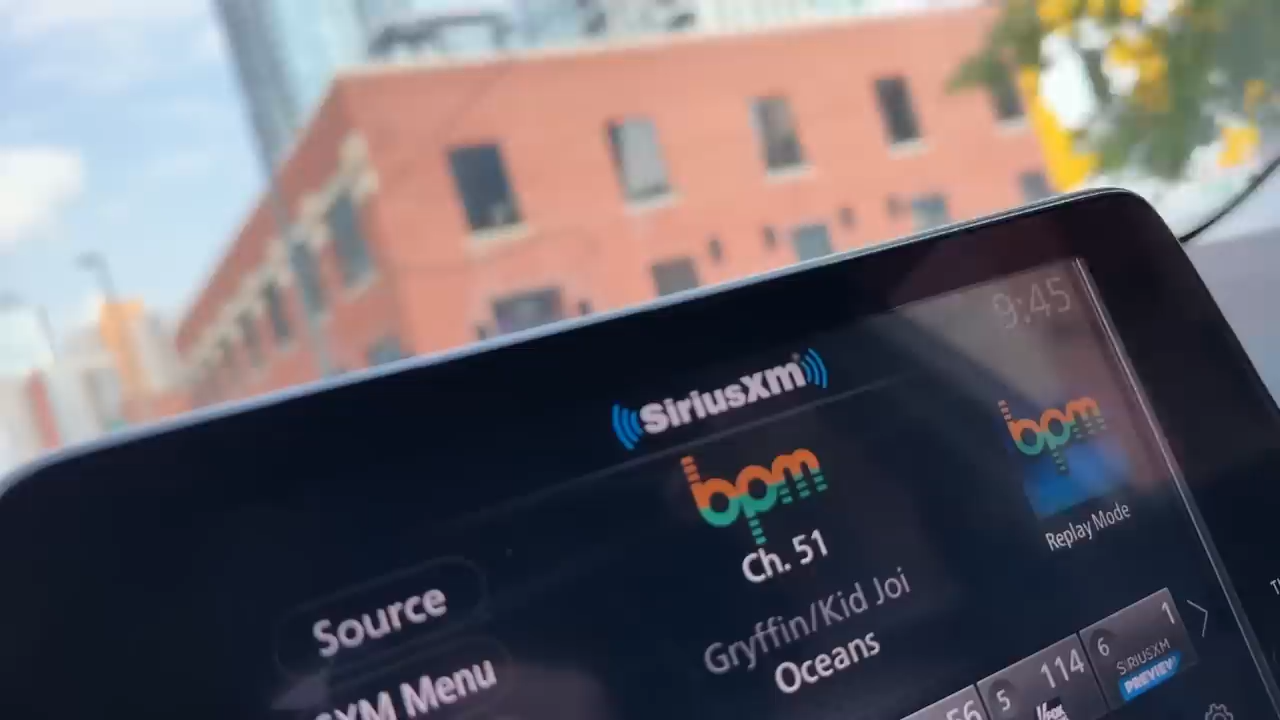 9:45
SiriusXm
bpm
bpm
Ch. 51
Replay Mode
Source
Gryffin/Kid Joi
Oceans
SXM Menu
56
5 114
FOX
6 1
SIRIUSXM
PREVIEW